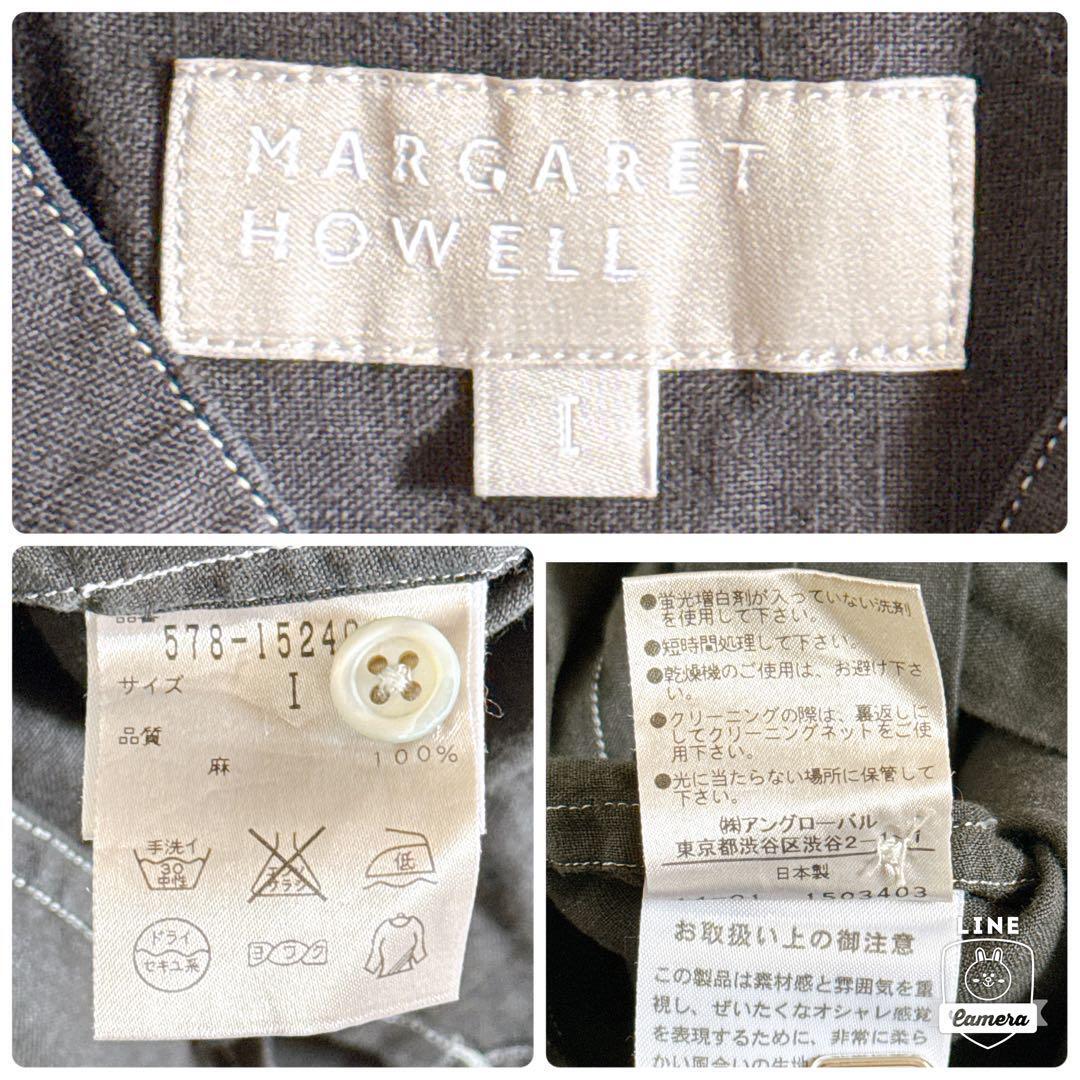 MARGARET
HOWELL
I
578-1524
サイズ I
品質
麻 100%
手洗イ
30
中性
低
ドライ
セキユ系
ヨワク
●蛍光増白剤が入っていない洗剤
を使用して下さい。
●短時間処理して下さい
●乾燥機のご使用は、お避け下さ
い。
●クリーニングの際は、裏返しに
してクリーニングネットをご使
用下さい。
●光に当たらない場所に保管して
下さい。
㈱アングローバル
東京都渋谷区渋谷2-
日本製
1503403
お取扱い上の御注意
この製品は素材感と雰囲気を重
視し、ぜいたくなオシャレ感覚
を表現するために、非常に柔ら
かい風合いの生地
LINE
Camera